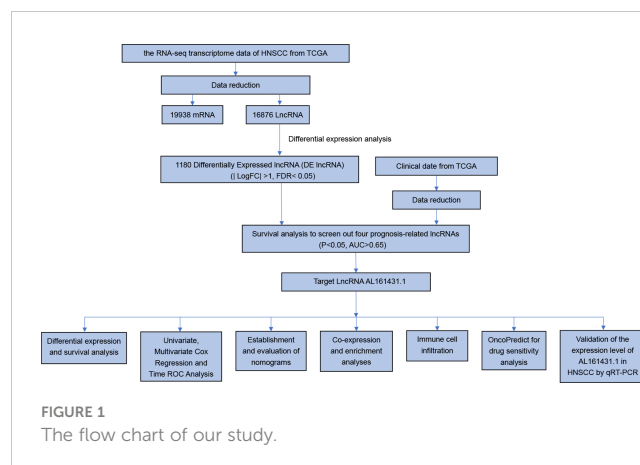 the RNA-seq transcriptome data of HNSCC from TCGA
Data reduction
19938 mRNA
16876 LncRNA
Differential expression analysis
1180 Differentially Expressed lncRNA (DE lncRNA)
(| LogFC| >1, FDR< 0.05)
Clinical date from TCGA
Data reduction
Survival analysis to screen out four prognosis-related lncRNAs
(P<0.05, AUC>0.65)
Target LncRNA AL161431.1
Differential expression
and survival analysis
Univariate,
Multivariate Cox
Regression and
Time ROC Analysis
Establishment
and evaluation of
nomograms
Co-expression
and enrichment
analyses
Immune cell
infiltration
OncoPredict for
drug sensitivity
analysis
Validation of the
expression level of
AL161431.1 in
HNSCC by qRT-PCR
FIGURE 1
The flow chart of our study.